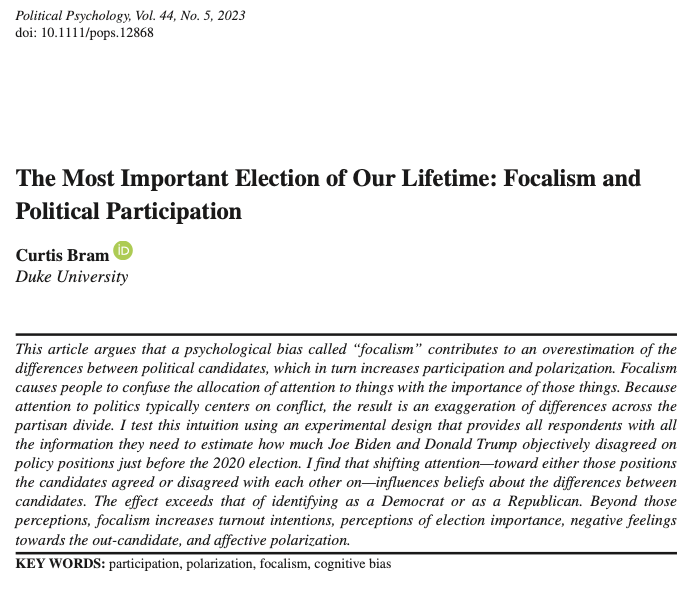 Political Psychology, Vol. 44, No. 5, 2023
doi: 10.1111/pops.12868
The Most Important Election of Our Lifetime: Focalism and
Political Participation
Curtis Bram iD
Duke University
This article argues that a psychological bias called “focalism” contributes to an overestimation of the
differences between political candidates, which in turn increases participation and polarization. Focalism
causes people to confuse the allocation of attention to things with the importance of those things. Because
attention to politics typically centers on conflict, the result is an exaggeration of differences across the
partisan divide. I test this intuition using an experimental design that provides all respondents with all
the information they need to estimate how much Joe Biden and Donald Trump objectively disagreed on
policy positions just before the 2020 election. I find that shifting attention—toward either those positions
the candidates agreed or disagreed with each other on—influences beliefs about the differences between
candidates. The effect exceeds that of identifying as a Democrat or as a Republican. Beyond those
perceptions, focalism increases turnout intentions, perceptions of election importance, negative feelings
towards the out-candidate, and affective polarization.
KEY WORDS: participation, polarization, focalism, cognitive bias